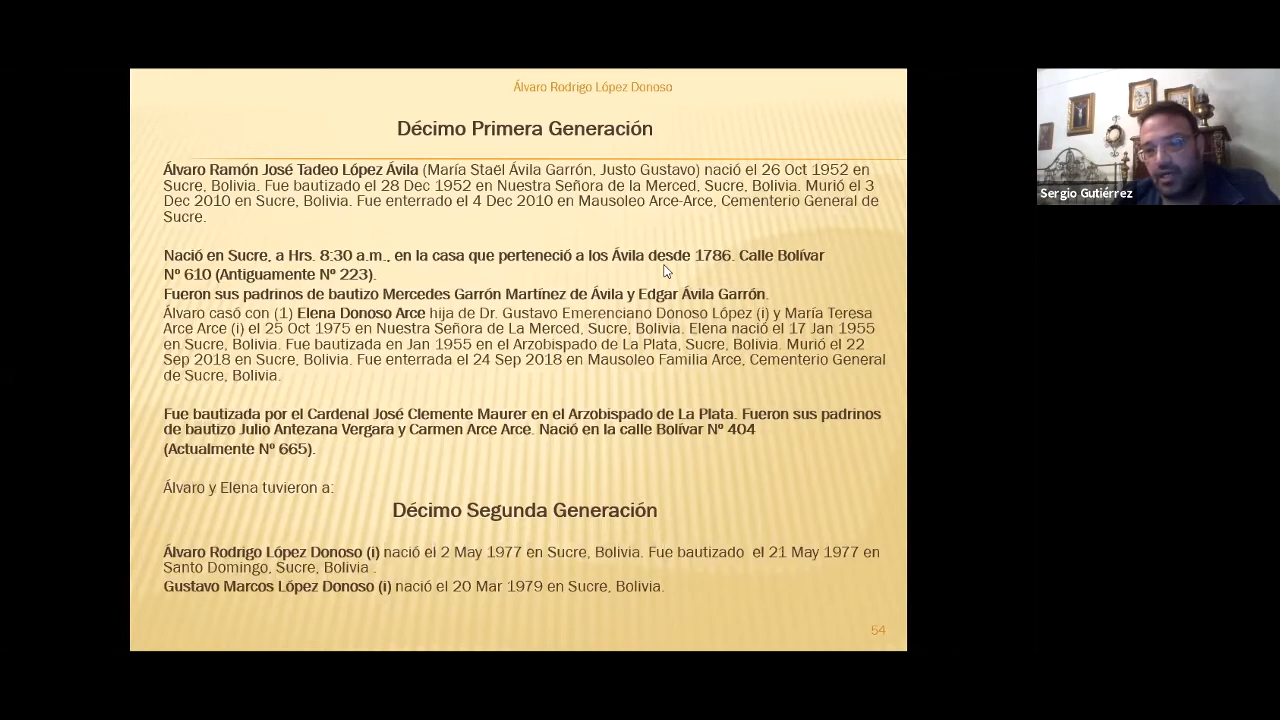 Álvaro Rodrigo López Donoso
Décimo Primera Generación
Álvaro Ramón José Tadeo López Ávila (María Staël Ávila Garrón, Justo Gustavo) nació el 26 Oct 1952 en
Sucre, Bolivia. Fue bautizado el 28 Dec 1952 en Nuestra Señora de la Merced, Sucre, Bolivia. Murió el 3
Dec 2010 en Sucre, Bolivia. Fue enterrado el 4 Dec 2010 en Mausoleo Arce-Arce, Cementerio General de
Sucre.
Nació en Sucre, a Hrs. 8:30 a.m., en la casa que perteneció a los Ávila desde 1786. Calle Bolívar
Nº 610 (Antiguamente Nº 223).
Fueron sus padrinos de bautizo Mercedes Garrón Martínez de Ávila y Edgar Ávila Garrón.
Álvaro casó con (1) Elena Donoso Arce hija de Dr. Gustavo Emerenciano Donoso López (i) y María Teresa
Arce Arce (i) el 25 Oct 1975 en Nuestra Señora de La Merced, Sucre, Bolivia. Elena nació el 17 Jan 1955
en Sucre, Bolivia. Fue bautizada en Jan 1955 en el Arzobispado de La Plata, Sucre, Bolivia. Murió el 22
Sep 2018 en Sucre, Bolivia. Fue enterrada el 24 Sep 2018 en Mausoleo Familia Arce, Cementerio General
de Sucre, Bolivia.
Fue bautizada por el Cardenal José Clemente Maurer en el Arzobispado de La Plata. Fueron sus padrinos
de bautizo Julio Antezana Vergara y Carmen Arce Arce. Nació en la calle Bolívar Nº 404
(Actualmente Nº 665).
Álvaro y Elena tuvieron a:
Décimo Segunda Generación
Álvaro Rodrigo López Donoso (i) nació el 2 May 1977 en Sucre, Bolivia. Fue bautizado el 21 May 1977 en
Santo Domingo, Sucre, Bolivia .
Gustavo Marcos López Donoso (i) nació el 20 Mar 1979 en Sucre, Bolivia.
54
Sergio Gutiérrez